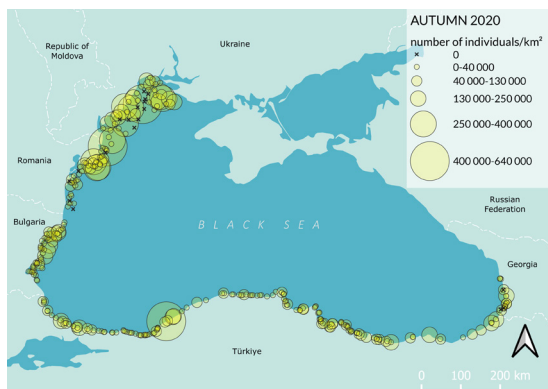 AUTUMN 2020
number of individuals/km²
0
0-40 000
40 000-130 000
130 000-250 000
250 000-400 000
400 000-640 000
Republic of
Moldova
Ukraine
Romania
Russian
Federation
Bulgaria
BLACK SEA
Georgia
Türkiye
0 100 200 km